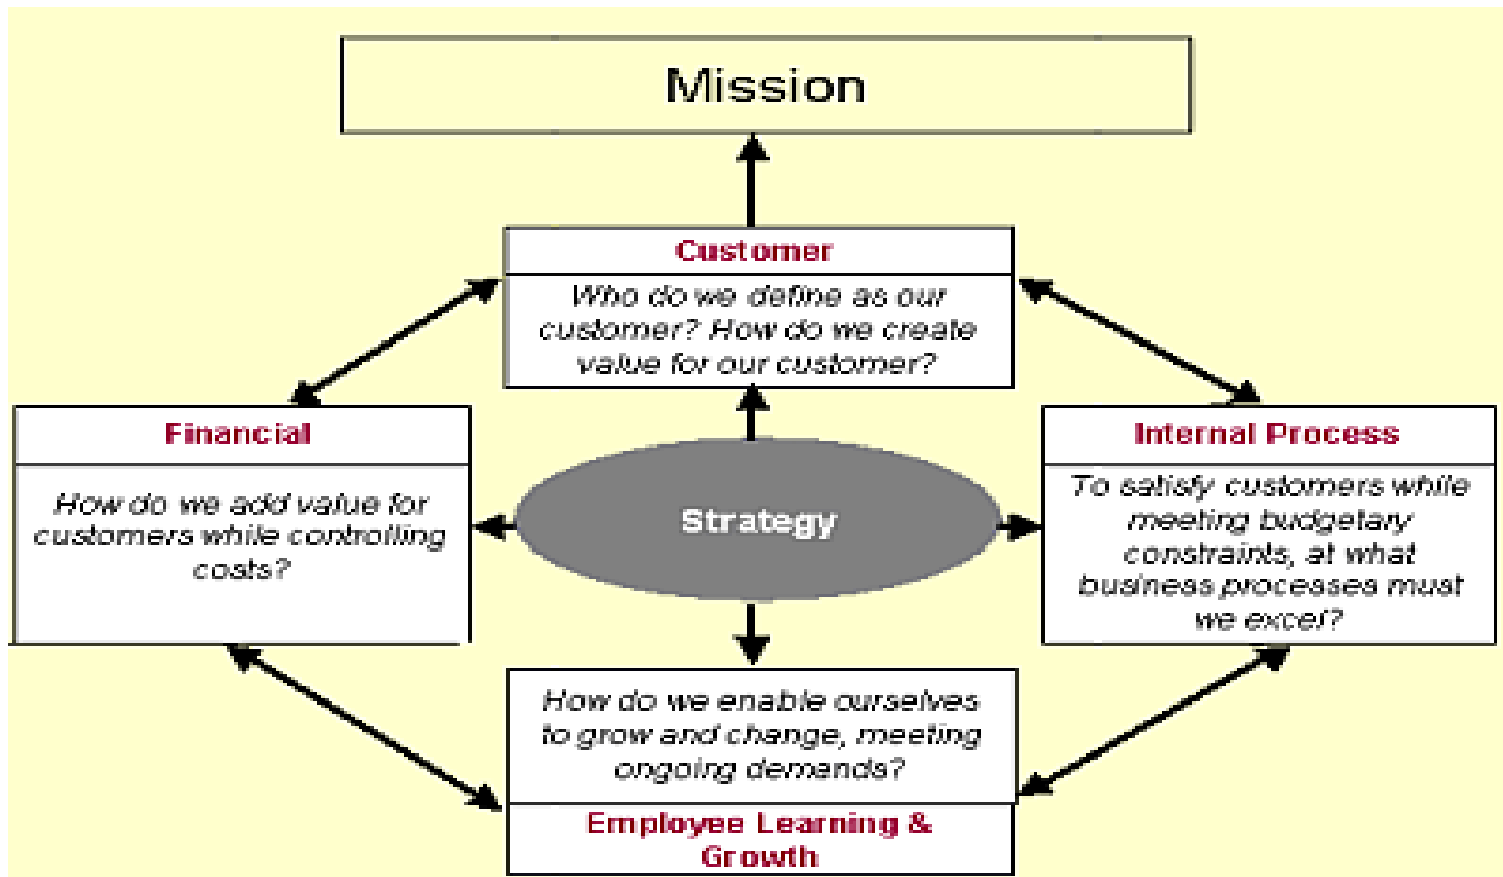 Mission
Customer
Who do we define as our
customer? How do we create
value for our customer?
Financial
How do we add value for
customers while controlling
costs?
Strategy
Internal Process
To satisfy customers while
meeting budgetary
constraints, at what
business processes must
we excel?
How do we enable ourselves
to grow and change, meeting
ongoing demands?
Employee Learning &
Growth